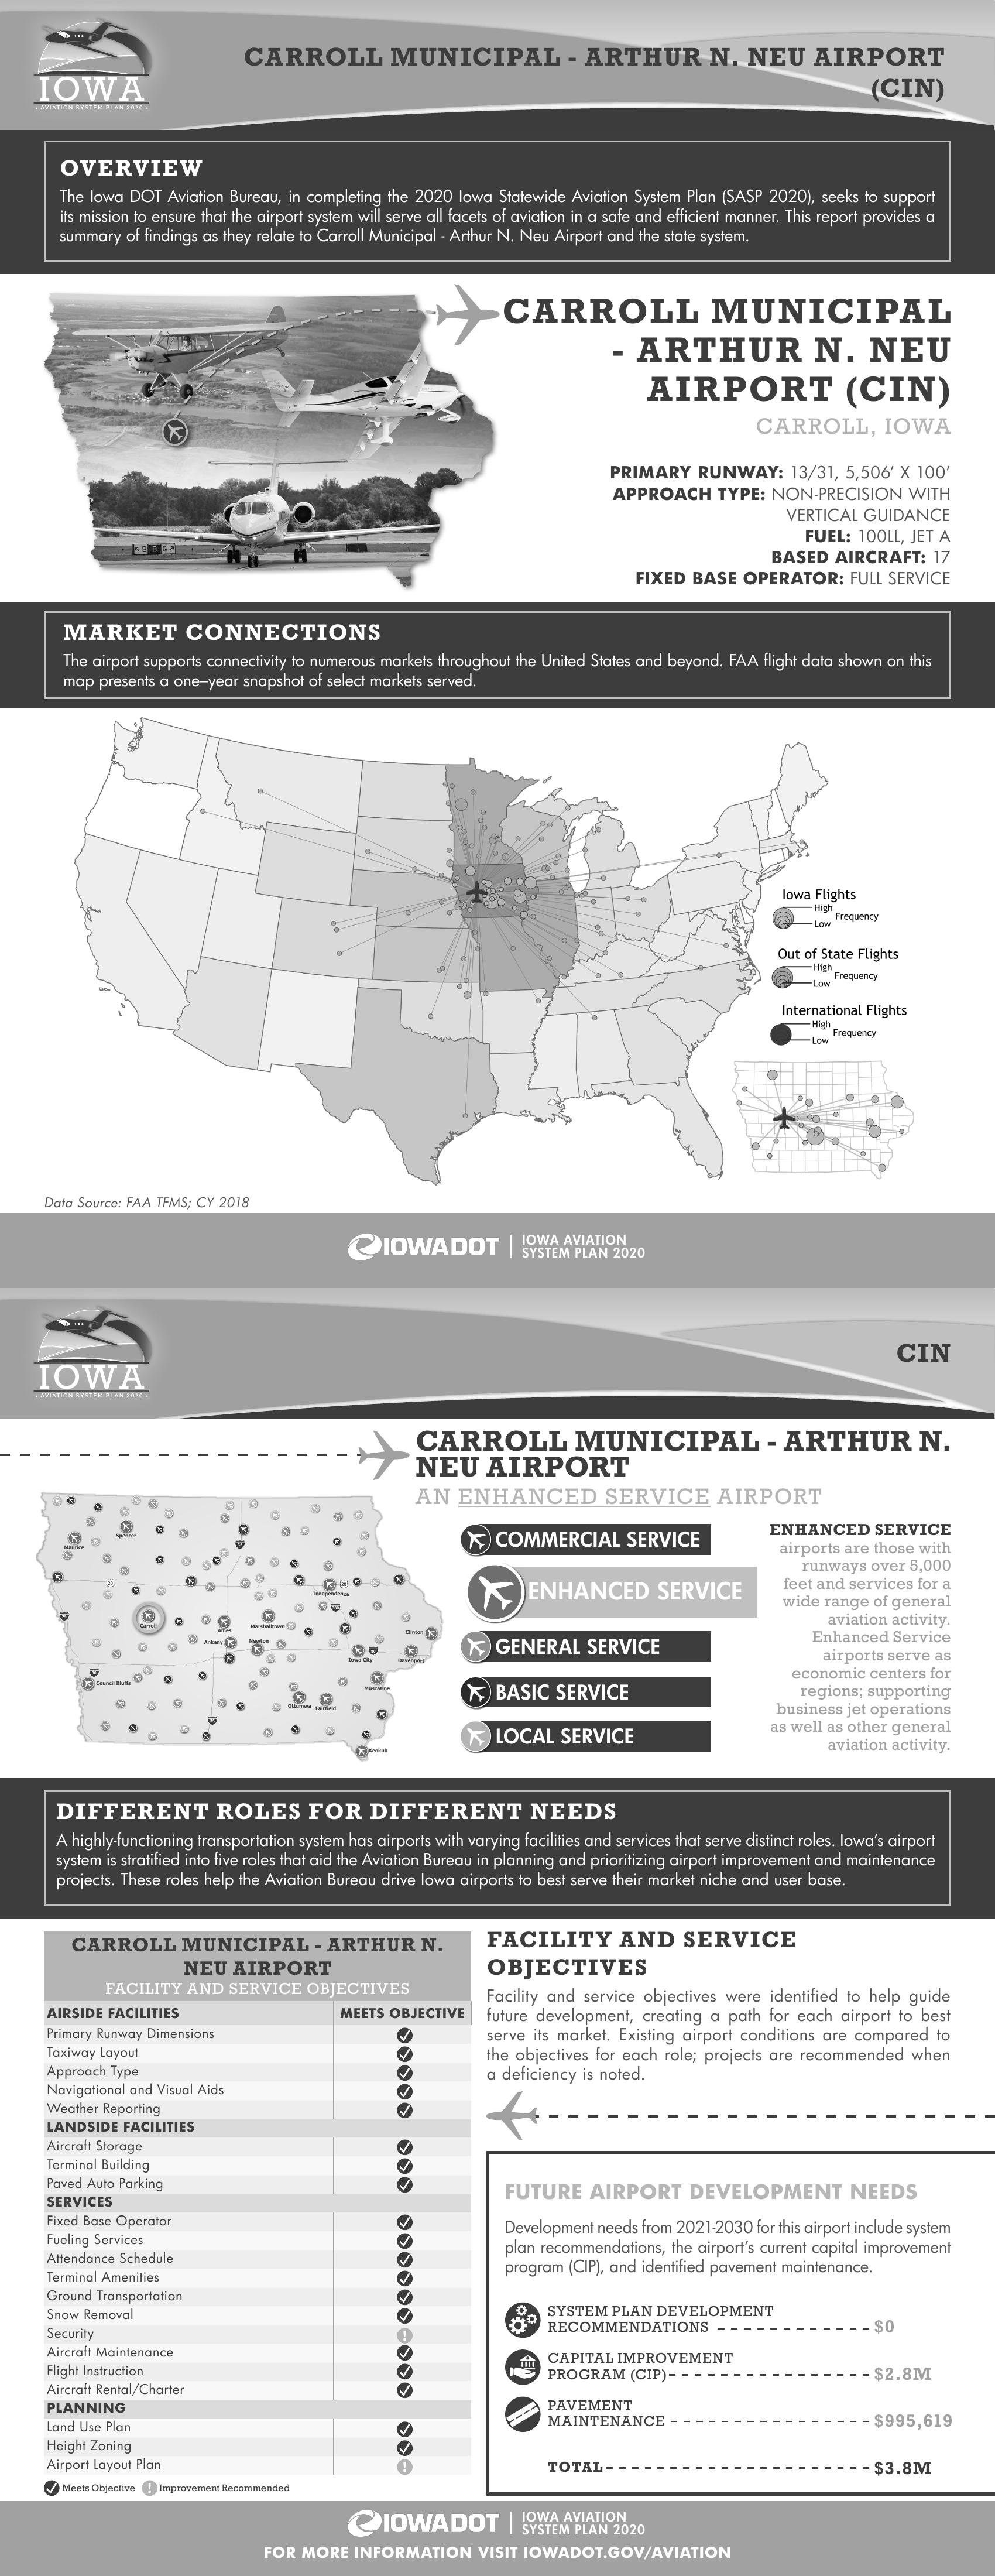 IOWA
• AVIATION SYSTEM PLAN 2020 •
CARROLL MUNICIPAL - ARTHUR N. NEU AIRPORT
(CIN)
OVERVIEW
The Iowa DOT Aviation Bureau, in completing the 2020 Iowa Statewide Aviation System Plan (SASP 2020), seeks to support
its mission to ensure that the airport system will serve all facets of aviation in a safe and efficient manner. This report provides a
summary of findings as they relate to Carroll Municipal - Arthur N. Neu Airport and the state system.
CARROLL MUNICIPAL
- ARTHUR N. NEU
AIRPORT (CIN)
CARROLL, IOWA
PRIMARY RUNWAY: 13/31, 5,506’ X 100’
APPROACH TYPE: NON-PRECISION WITH
VERTICAL GUIDANCE
FUEL: 100LL, JET A
BASED AIRCRAFT: 17
FIXED BASE OPERATOR: FULL SERVICE
MARKET CONNECTIONS
The airport supports connectivity to numerous markets throughout the United States and beyond. FAA flight data shown on this
map presents a one–year snapshot of select markets served.
Iowa Flights
High
Frequency
Low
Out of State Flights
High
Frequency
Low
International Flights
High
Frequency
Low
Data Source: FAA TFMS; CY 2018
IOWADOT
IOWA AVIATION
SYSTEM PLAN 2020
IOWA
• AVIATION SYSTEM PLAN 2020 •
CIN
CARROLL MUNICIPAL - ARTHUR N.
NEU AIRPORT
AN ENHANCED SERVICE AIRPORT
Spencer
Maurice
Independence
Carroll
Ames
Marshalltown
Clinton
Ankeny
Newton
Iowa City
Davenport
Council Bluffs
Muscatine
Ottumwa
Fairfield
Keokuk
COMMERCIAL SERVICE
ENHANCED SERVICE
GENERAL SERVICE
BASIC SERVICE
LOCAL SERVICE
ENHANCED SERVICE
airports are those with
runways over 5,000
feet and services for a
wide range of general
aviation activity.
Enhanced Service
airports serve as
economic centers for
regions; supporting
business jet operations
as well as other general
aviation activity.
DIFFERENT ROLES FOR DIFFERENT NEEDS
A highly-functioning transportation system has airports with varying facilities and services that serve distinct roles. Iowa’s airport
system is stratified into five roles that aid the Aviation Bureau in planning and prioritizing airport improvement and maintenance
projects. These roles help the Aviation Bureau drive Iowa airports to best serve their market niche and user base.
CARROLL MUNICIPAL - ARTHUR N.
NEU AIRPORT
FACILITY AND SERVICE OBJECTIVES
AIRSIDE FACILITIES MEETS OBJECTIVE
Primary Runway Dimensions
Taxiway Layout
Approach Type
Navigational and Visual Aids
Weather Reporting
LANDSIDE FACILITIES
Aircraft Storage
Terminal Building
Paved Auto Parking
SERVICES
Fixed Base Operator
Fueling Services
Attendance Schedule
Terminal Amenities
Ground Transportation
Snow Removal
Security
Aircraft Maintenance
Flight Instruction
Aircraft Rental/Charter
PLANNING
Land Use Plan
Height Zoning
Airport Layout Plan
Meets Objective
Improvement Recommended
FACILITY AND SERVICE
OBJECTIVES
Facility and service objectives were identified to help guide
future development, creating a path for each airport to best
serve its market. Existing airport conditions are compared to
the objectives for each role; projects are recommended when
a deficiency is noted.
FUTURE AIRPORT DEVELOPMENT NEEDS
Development needs from 2021-2030 for this airport include system
plan recommendations, the airport’s current capital improvement
program (CIP), and identified pavement maintenance.
SYSTEM PLAN DEVELOPMENT
RECOMMENDATIONS $0
CAPITAL IMPROVEMENT
PROGRAM (CIP) $2.8M
PAVEMENT
MAINTENANCE $995,619
TOTAL $3.8M
IOWADOT
IOWA AVIATION
SYSTEM PLAN 2020
FOR MORE INFORMATION VISIT IOWADOT.GOV/AVIATION